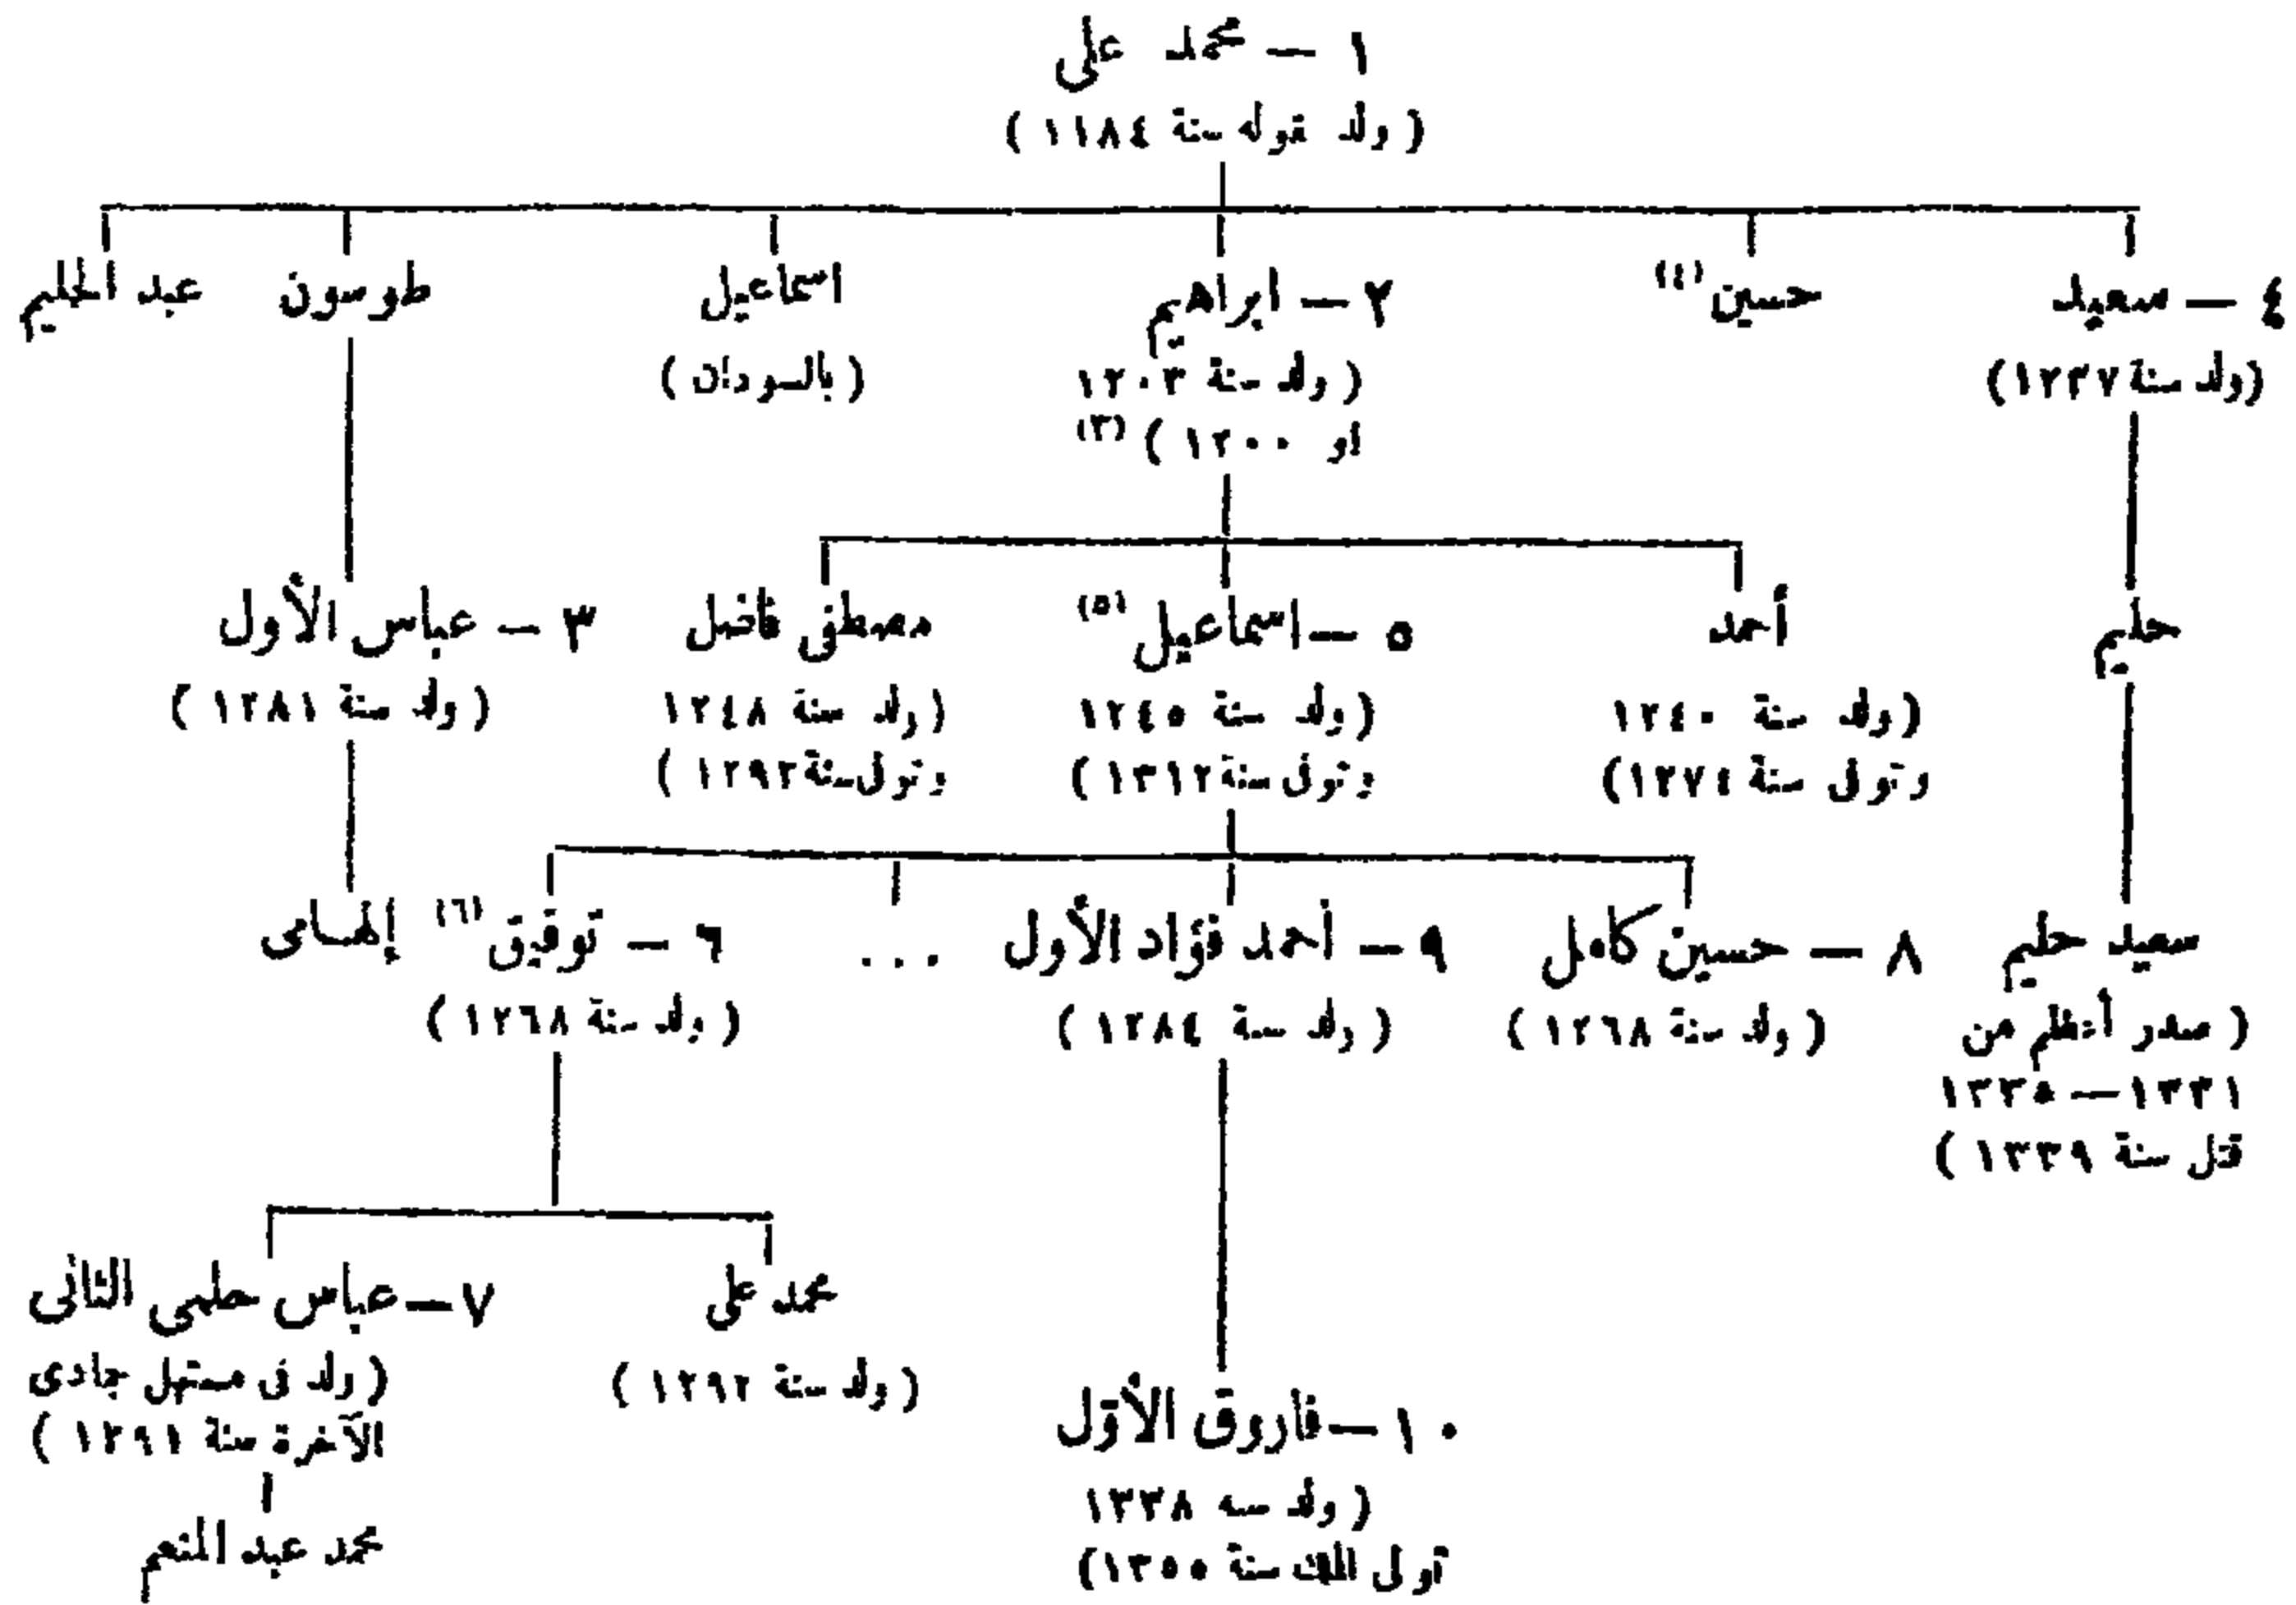 ١ — محمد على
( ولد بقوله سنة ١١٨٤ )
٤ — سعيد
(ولد سنة ١٢٣٧)
حسين (٤)
٢ — ابراهيم
( ولد سنة ١٢٠٣
او ١٢٠٠ ) (٣)
اسماعيل
( بالسودان )
طوسون
عبد الحليم
حليم
أحمد
( ولد سنة ١٢٤٠
وتوفى سنة ١٢٧٤ )
٥ — اسماعيل (٥)
( ولد سنة ١٢٤٥
وتوفى سنة ١٣١٢ )
مصطفى فاضل
( ولد سنة ١٢٤٨
وتوفى سنة ١٢٩٢ )
٣ — عباس الأول
( ولد سنة ١٢٨١ )
سعيد حليم
( صدر أعظم من
١٣٣١ — ١٣٣٥
قتل سنة ١٣٣٩ )
٨ — حسين كامل
( ولد سنة ١٢٦٨ )
٩ — أحمد فؤاد الأول
( ولد سنة ١٢٨٤ )
...
٦ — توفيق (٦)
( ولد سنة ١٢٦٨ )
إلهامى
محمد على
( ولد سنة ١٢٩٢ )
٧ — عباس حلمى الثانى
( ولد فى مستهل جمادى
الآخرة سنة ١٢٩١ )
محمد عبد المنعم
١٠ — فاروق الأول
( ولد سنه ١٣٣٨
تولى الملك سنة ١٣٥٥ )